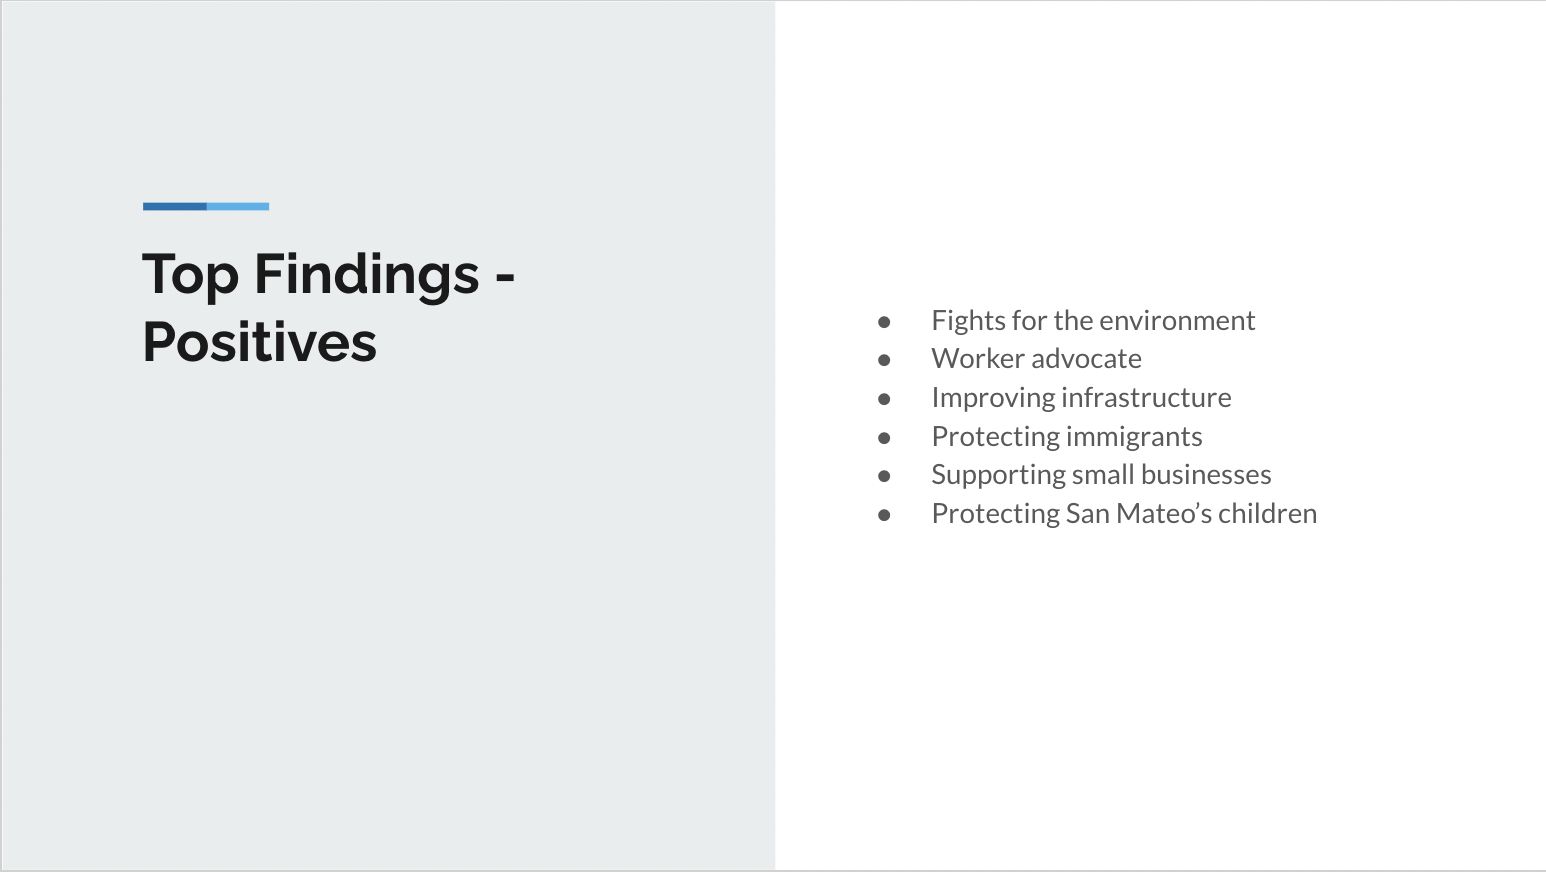 Top Findings -
Positives
● Fights for the environment
● Worker advocate
● Improving infrastructure
● Protecting immigrants
● Supporting small businesses
● Protecting San Mateo’s children